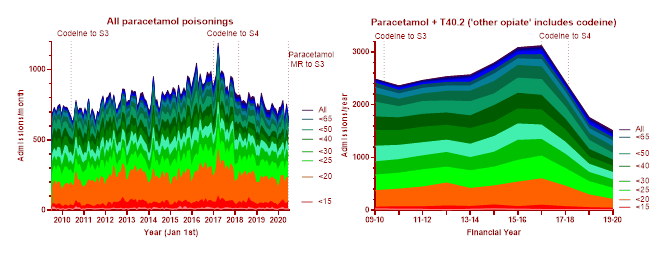 All paracetamol poisonings
Codeine to S3
Codeine to S4
Paracetamol
MR to S3
Admissions/month
1000
500
0
All
<65
<50
<40
<30
<25
<20
<15
2010 2011 2012 2013 2014 2015 2016 2017 2018 2019 2020
Year (Jan 1st)
Paracetamol + T40.2 ('other opiate' includes codeine)
Codeine to S3
Codeine to S4
Admissions/year
3000
2000
1000
0
All
<65
<50
<40
<30
<25
<20
<15
09-10 11-12 13-14 15-16 17-18 19-20
Financial Year